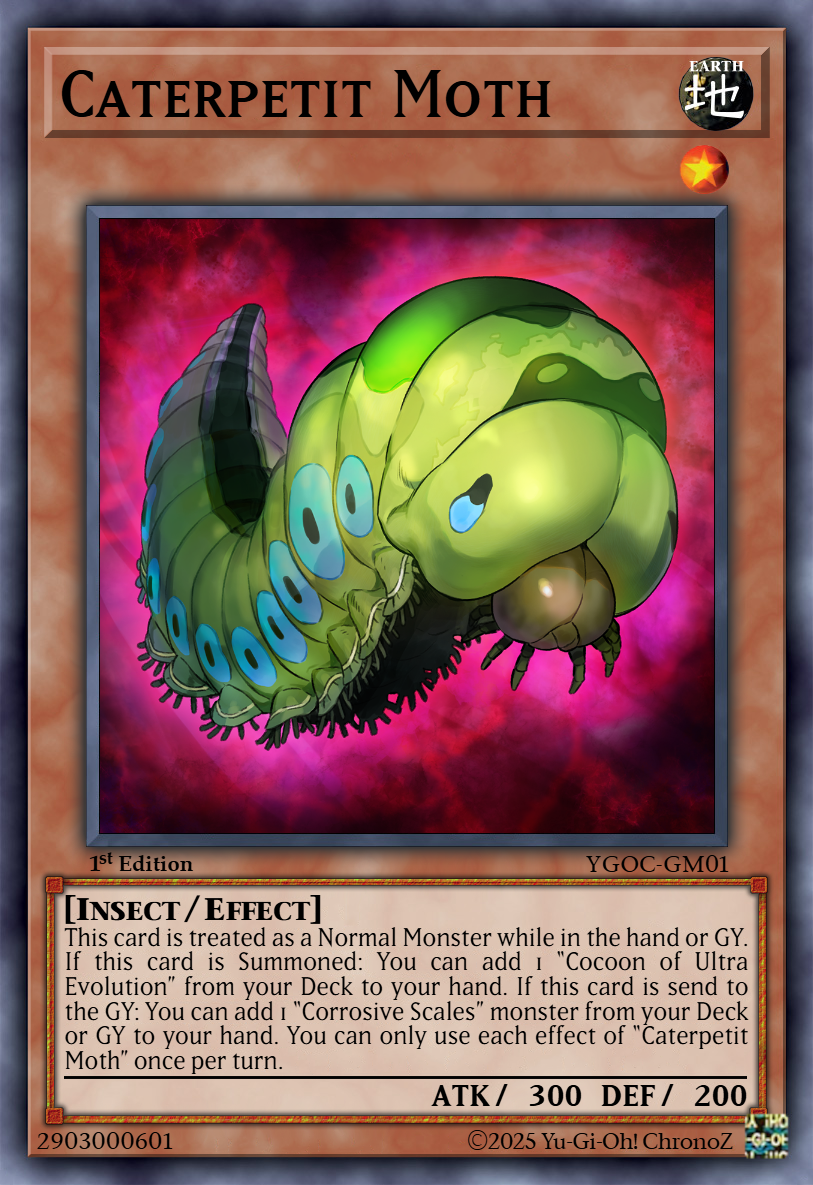 Caterpetit Moth
EARTH
地
1st Edition
YGOC-GM01
[Insect/Effect]
This card is treated as a Normal Monster while in the hand or GY.
If this card is Summoned: You can add 1 "Cocoon of Ultra
Evolution" from your Deck to your hand. If this card is send to
the GY: You can add 1 "Corrosive Scales" monster from your Deck
or GY to your hand. You can only use each effect of "Caterpetit
Moth" once per turn.
ATK/ 300 DEF/ 200
2903000601
©2025 Yu-Gi-Oh! ChronoZ